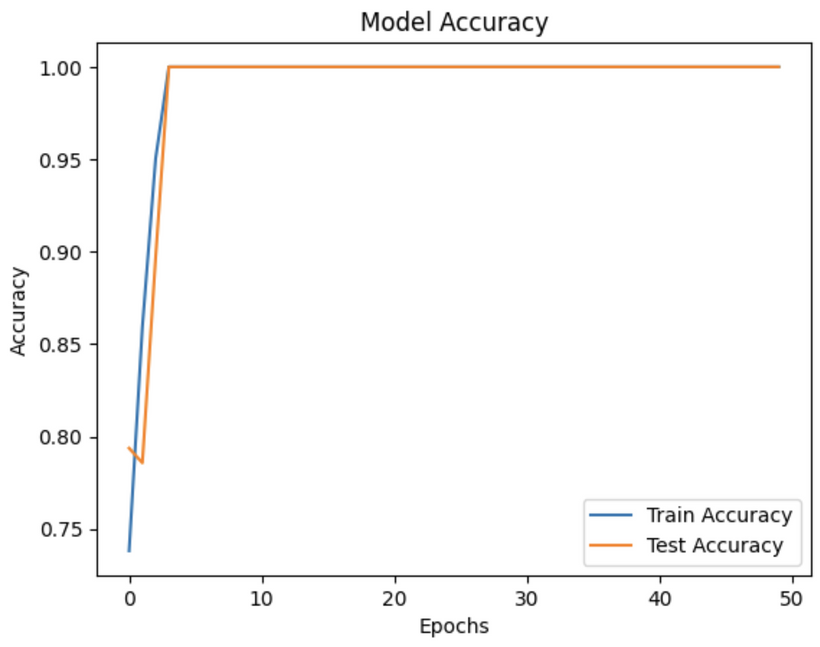 Model Accuracy
1.00
0.95
0.90
0.85
0.80
0.75
Accuracy
0 10 20 30 40 50
Epochs
Train Accuracy
Test Accuracy